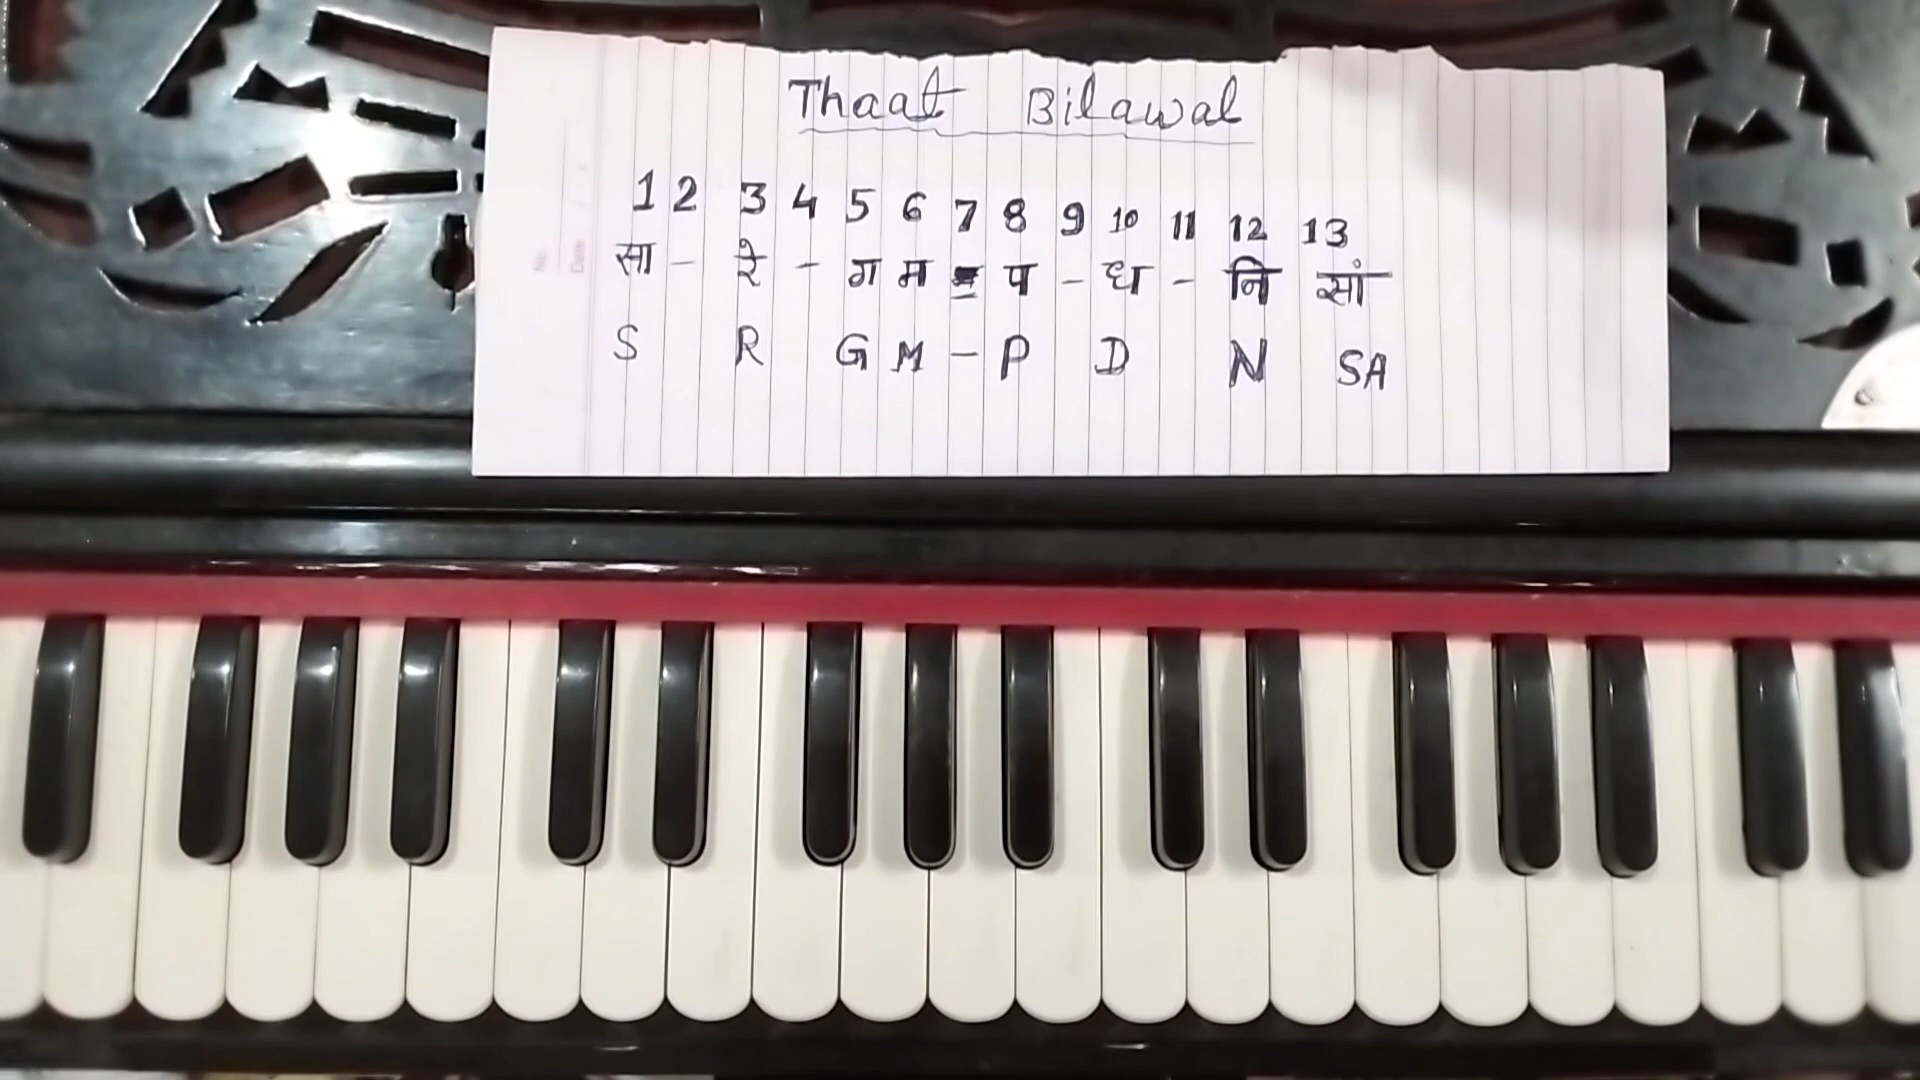 Thaat Bilawal
1 2 3 4 5 6 7 8 9 10 11 12 13
सा - रे - ग म - प - ध - नि सां
S R G M - P D N SA